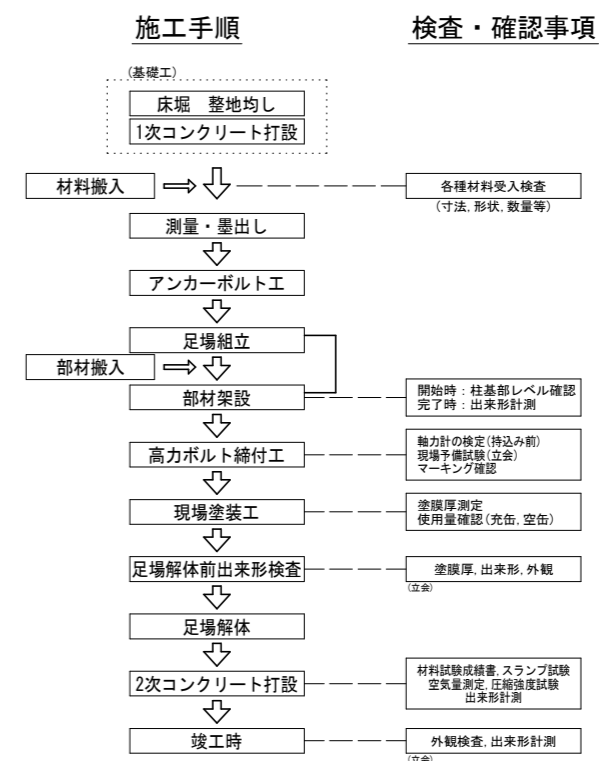 施工手順
検査・確認事項
(基礎工)
床堀　整地均し
1次コンクリート打設
材料搬入
各種材料受入検査
(寸法,形状,数量等)
測量・墨出し
アンカーボルト工
足場組立
部材搬入
部材架設
開始時：柱基部レベル確認
完了時：出来形計測
高力ボルト締付工
軸力計の検定(持込み前)
現場予備試験(立会)
マーキング確認
現場塗装工
塗膜厚測定
使用量確認(充缶,空缶)
足場解体前出来形検査
塗膜厚,出来形,外観
(立会)
足場解体
2次コンクリート打設
材料試験成績書,スランプ試験
空気量測定,圧縮強度試験
出来形計測
竣工時
外観検査,出来形計測
(立会)